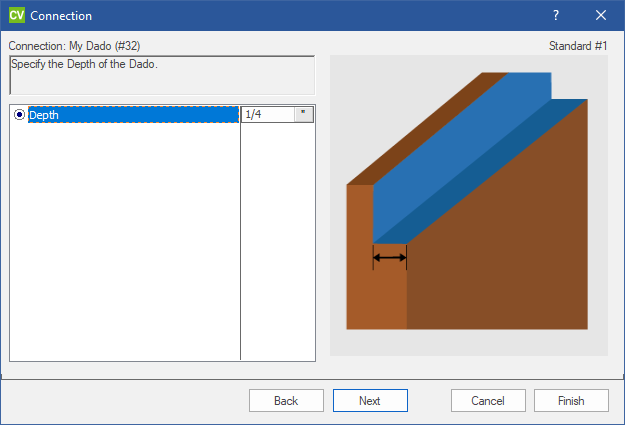 CV Connection
Connection: My Dado (#32) Standard #1
Specify the Depth of the Dado.
Depth 1/4 "
Back Next Cancel Finish